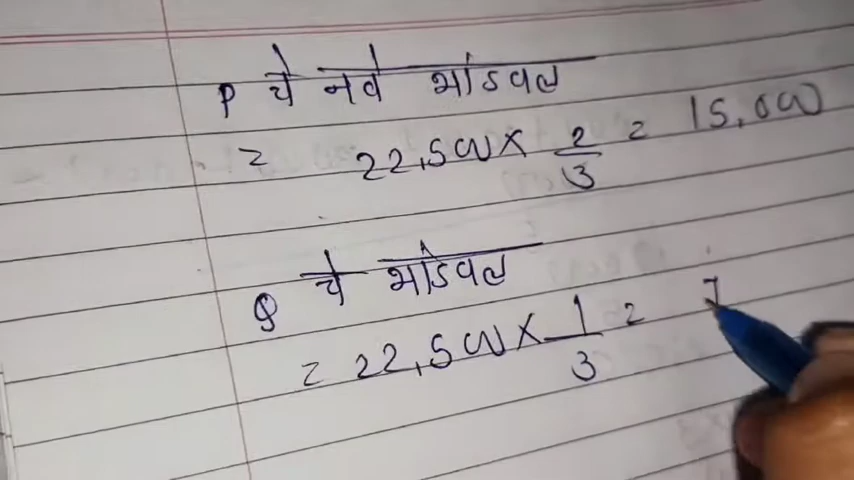 P चे नवे भांडवल
= 22,500 × 2/3 = 15,000
Q चे भांडवल
= 22,500 × 1/3 = 7